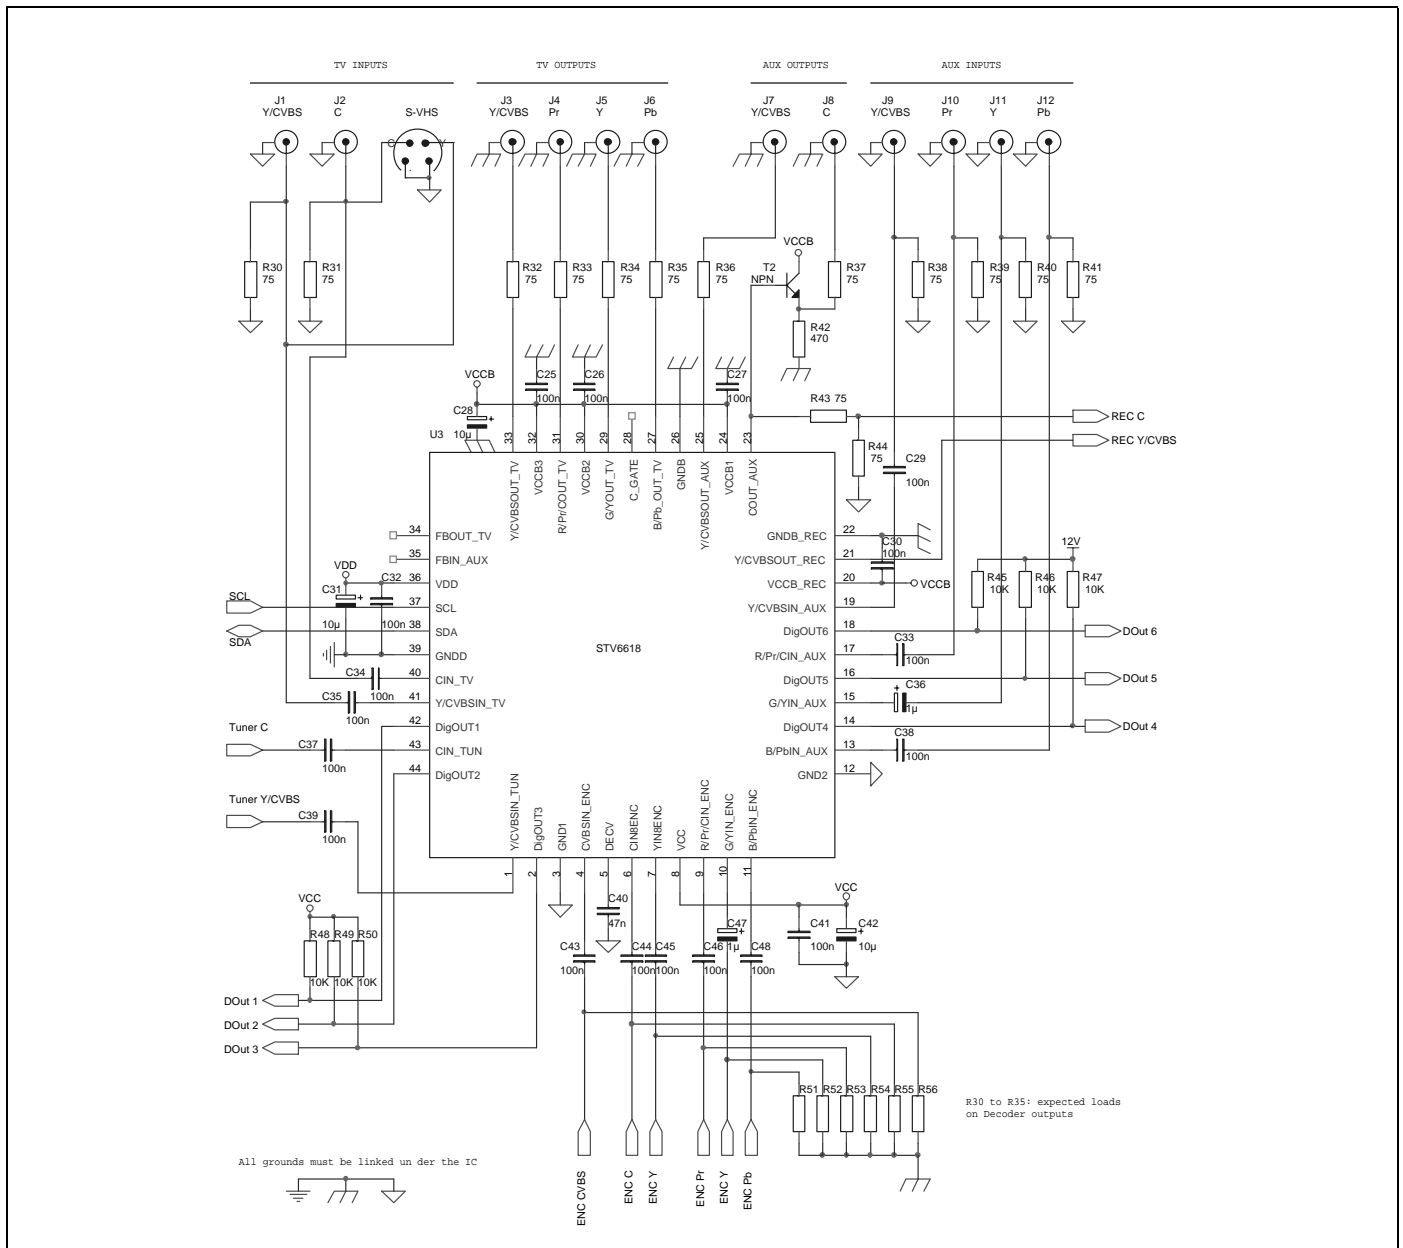 TV INPUTS
TV OUTPUTS
AUX OUTPUTS
AUX INPUTS
J1
Y/CVBS
J2
C
S-VHS
C
Y
J3
Y/CVBS
J4
Pr
J5
Y
J6
Pb
J7
Y/CVBS
J8
C
J9
Y/CVBS
J10
Pr
J11
Y
J12
Pb
R30
75
R31
75
R32
75
R33
75
R34
75
R35
75
R36
75
VCCB
T2
NPN
R37
75
R38
75
R39
75
R40
75
R41
75
R42
470
VCCB
C25
100n
C26
100n
C27
100n
C28
+
10µ
U3
R43 75
REC C
REC Y/CVBS
R44
75
C29
100n
33
32
31
30
29
28
27
26
25
24
23
Y/CVBSOUT_TV
VCCB3
R/Pr/COUT_TV
VCCB2
G/YOUT_TV
C_GATE
B/Pb_OUT_TV
GNDB
Y/CVBSOUT_AUX
VCCB1
COUT_AUX
34 FBOUT_TV
35 FBIN_AUX
36 VDD
37 SCL
38 SDA
39 GNDD
40 CIN_TV
41 Y/CVBSIN_TV
42 DigOUT1
43 CIN_TUN
44 DigOUT2
STV6618
GNDB_REC 22
Y/CVBSOUT_REC 21
VCCB_REC 20
Y/CVBSIN_AUX 19
DigOUT6 18
R/Pr/CIN_AUX 17
DigOUT5 16
G/YIN_AUX 15
DigOUT4 14
B/PbIN_AUX 13
GND2 12
VDD
C31
+
10µ
C32
100n
SCL
SDA
C34
100n
C35
100n
Tuner C
C37
100n
Tuner Y/CVBS
C39
100n
C30
100n
VCCB
12V
R45
10K
R46
10K
R47
10K
DOut 6
C33
100n
DOut 5
+
C36
1µ
DOut 4
C38
100n
Y/CVBSIN_TUN
DigOUT3
GND1
CVBSIN_ENC
DECV
CIN8ENC
YIN8ENC
VCC
R/Pr/CIN_ENC
G/YIN_ENC
B/PbIN_ENC
1
2
3
4
5
6
7
8
9
10
11
VCC
R48
10K
R49
10K
R50
10K
C40
47n
C43
100n
C44
100n
C45
100n
C46
100n
C47
+
1µ
C48
100n
C41
100n
VCC
C42
+
10µ
DOut 1
DOut 2
DOut 3
R51
R52
R53
R54
R55
R56
R30 to R35: expected loads
on Decoder outputs
All grounds must be linked un der the IC
ENC CVBS
ENC C
ENC Y
ENC Pr
ENC Y
ENC Pb